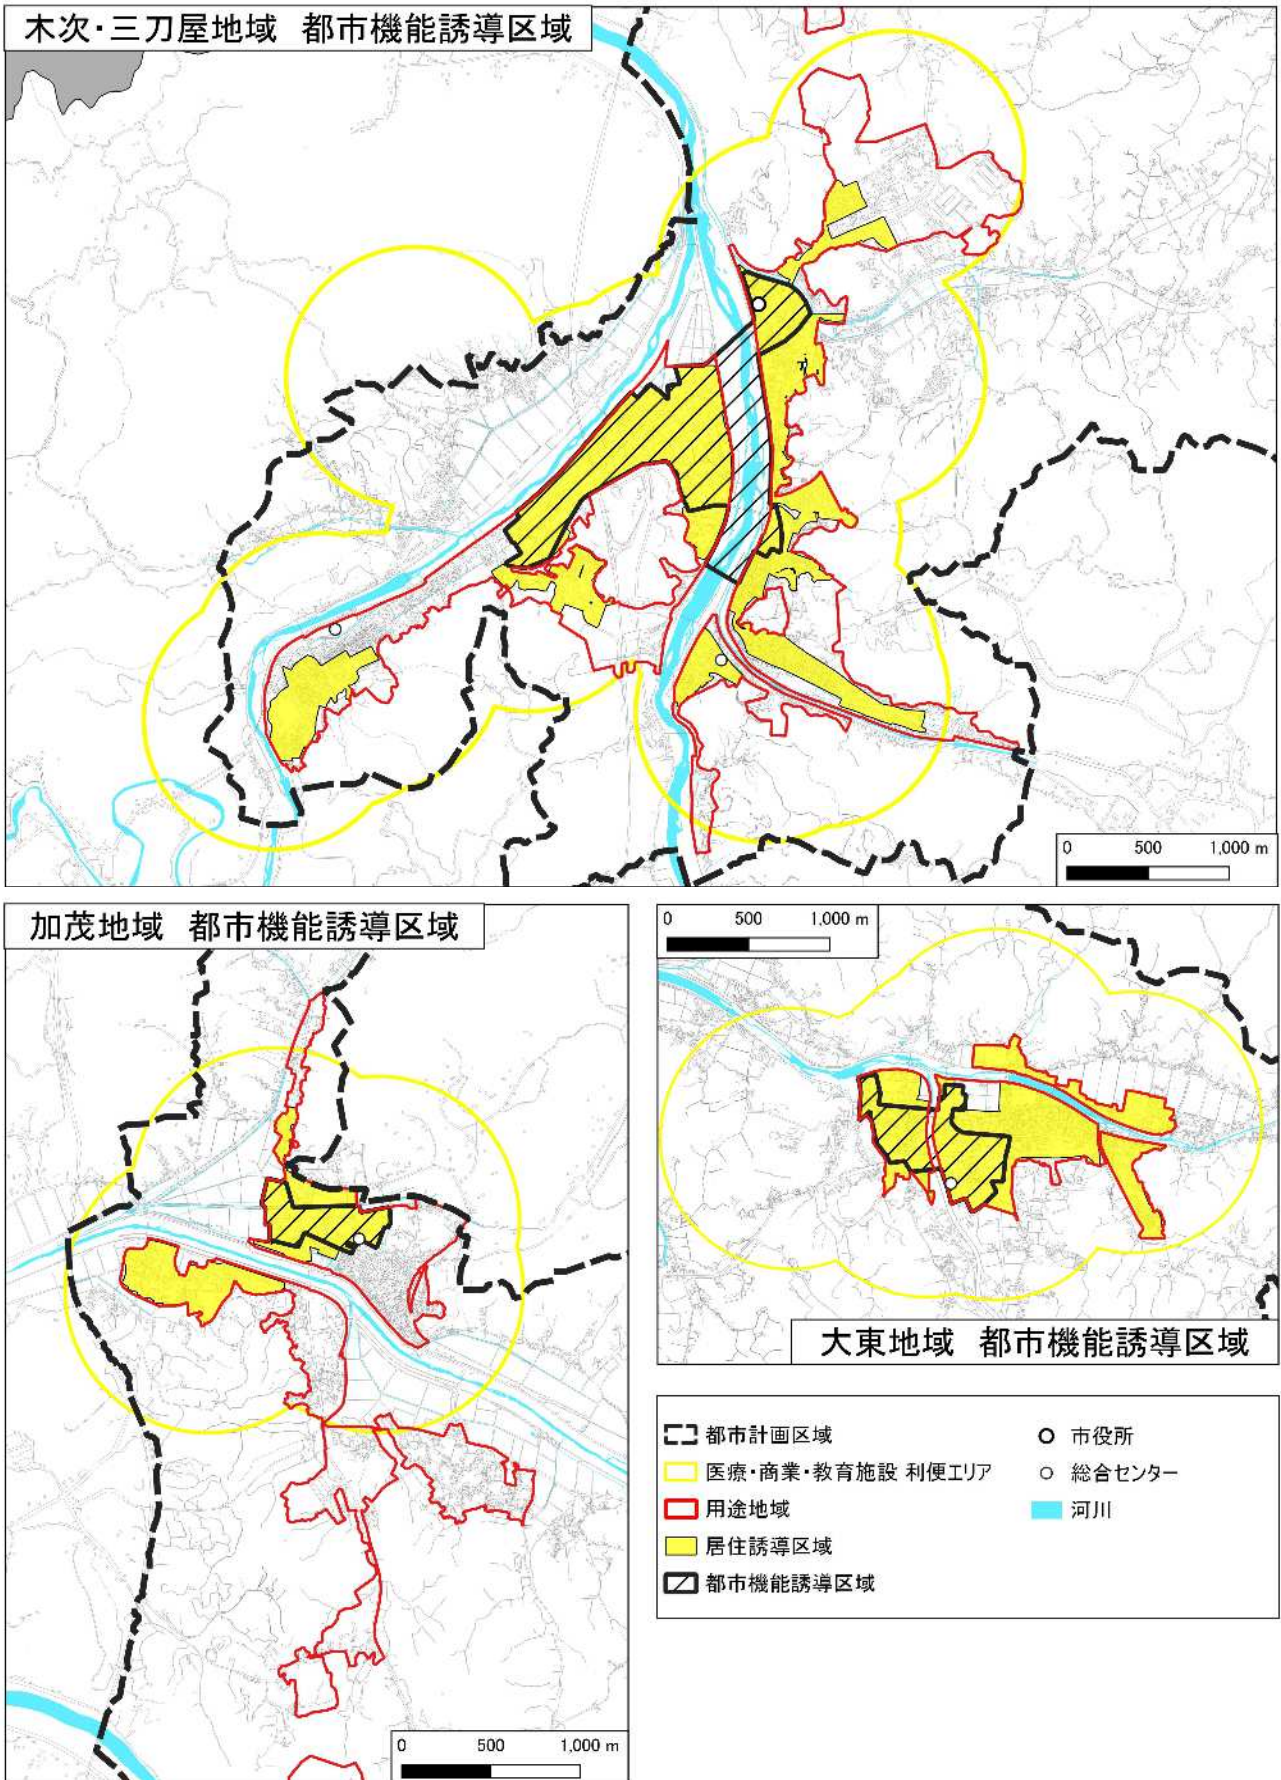 木次・三刀屋地域 都市機能誘導区域
0 500 1,000 m
加茂地域 都市機能誘導区域
0 500 1,000 m
大東地域 都市機能誘導区域
都市計画区域
医療・商業・教育施設 利便エリア
用途地域
居住誘導区域
都市機能誘導区域
市役所
総合センター
河川
0 500 1,000 m